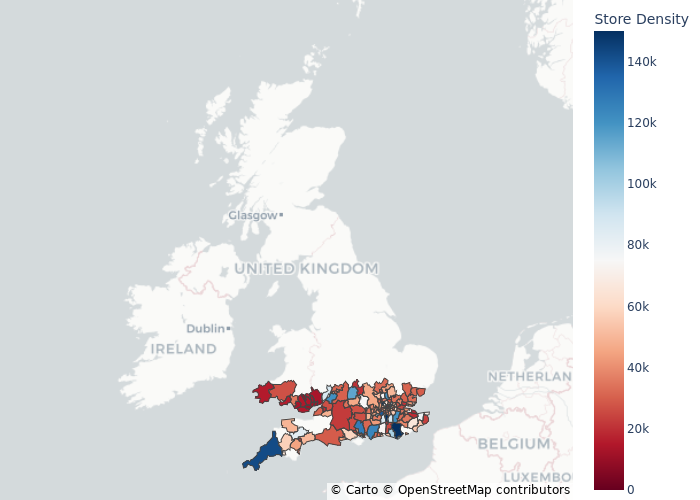 Store Density
140k
120k
100k
80k
60k
40k
20k
0
Glasgow
UNITED KINGDOM
Dublin
IRELAND
NETHERLAN
BELGIUM
LUXEMBO
© Carto © OpenStreetMap contributors